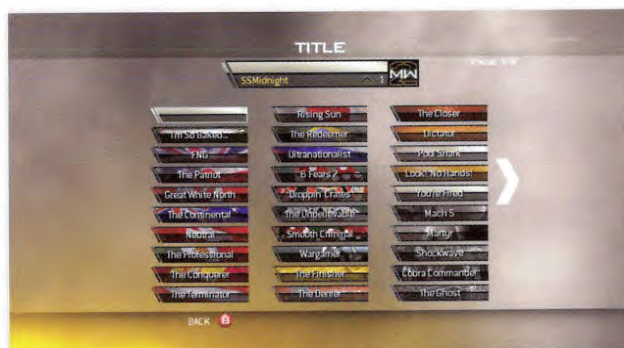 TITLE
SSMidnight 1 MW
Rising Sun The Closer
I'm So Baked... The Redeemer Dictator
FNG Ultranationalist Pool Shark
The Patriot 6 Fears 7 Look! No Hands!
Great White North Droppin' Crates You're Fired
The Continental The Unbelievable Mach 5
Neutral Smooth Criminal
The Professional Wargamer Shockwave
The Conquerer The Finisher Cobra Commander
The Terminator The Denier The Ghost
BACK B